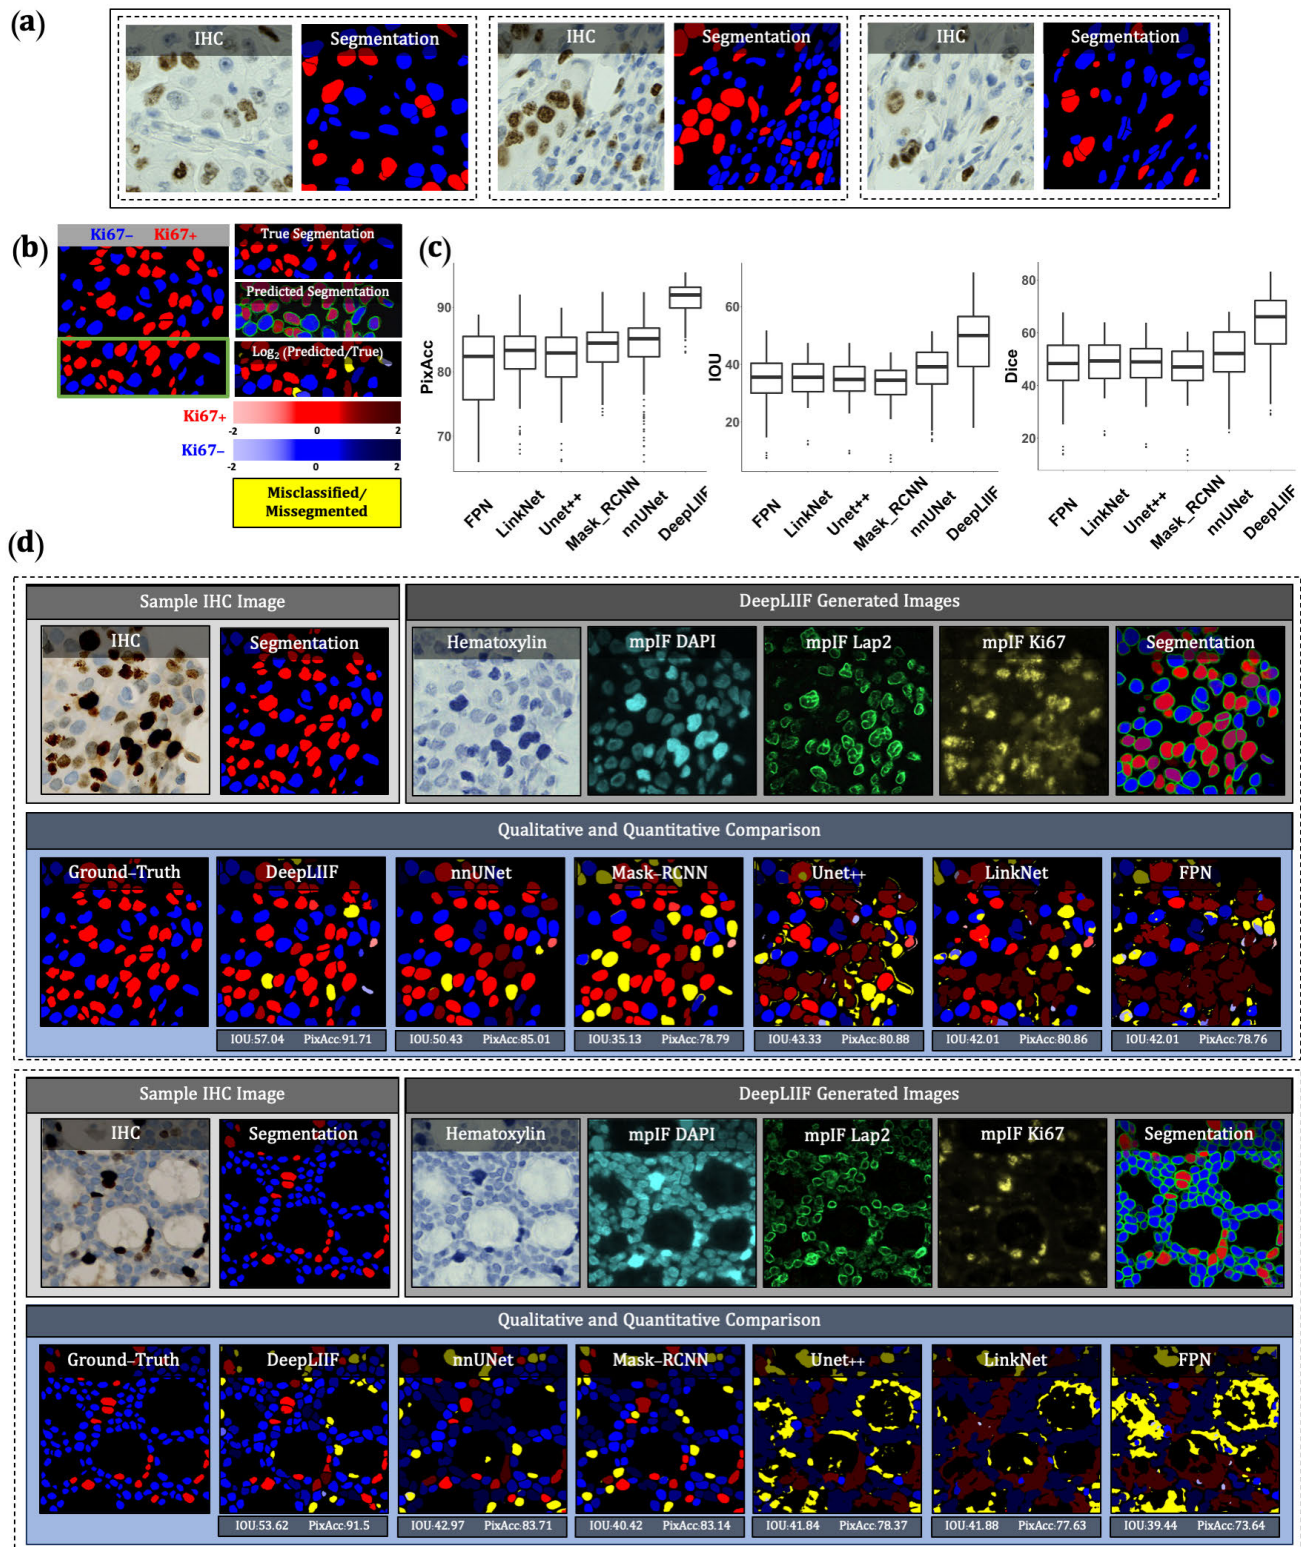 (a)
IHC Segmentation IHC Segmentation IHC Segmentation
(b)
Ki67– Ki67+
True Segmentation
Predicted Segmentation
Log2 (Predicted/True)
Ki67+
-2 0 2
Ki67–
-2 0 2
Misclassified/
Missegmented
(c)
PixAcc
90
80
70
FPN LinkNet Unet++ Mask_RCNN nnUNet DeepLIIF
IOU
60
40
20
FPN LinkNet Unet++ Mask_RCNN nnUNet DeepLIIF
Dice
80
60
40
20
FPN LinkNet Unet++ Mask_RCNN nnUNet DeepLIIF
(d)
Sample IHC Image DeepLIIF Generated Images
IHC Segmentation Hematoxylin mpIF DAPI mpIF Lap2 mpIF Ki67 Segmentation
Qualitative and Quantitative Comparison
Ground–Truth DeepLIIF nnUNet Mask–RCNN Unet++ LinkNet FPN
IOU:57.04 PixAcc:91.71 IOU:50.43 PixAcc:85.01 IOU:35.13 PixAcc:78.79 IOU:43.33 PixAcc:80.88 IOU:42.01 PixAcc:80.86 IOU:42.01 PixAcc:78.76
Sample IHC Image DeepLIIF Generated Images
IHC Segmentation Hematoxylin mpIF DAPI mpIF Lap2 mpIF Ki67 Segmentation
Qualitative and Quantitative Comparison
Ground–Truth DeepLIIF nnUNet Mask–RCNN Unet++ LinkNet FPN
IOU:53.62 PixAcc:91.5 IOU:42.97 PixAcc:83.71 IOU:40.42 PixAcc:83.14 IOU:41.84 PixAcc:78.37 IOU:41.88 PixAcc:77.63 IOU:39.44 PixAcc:73.64